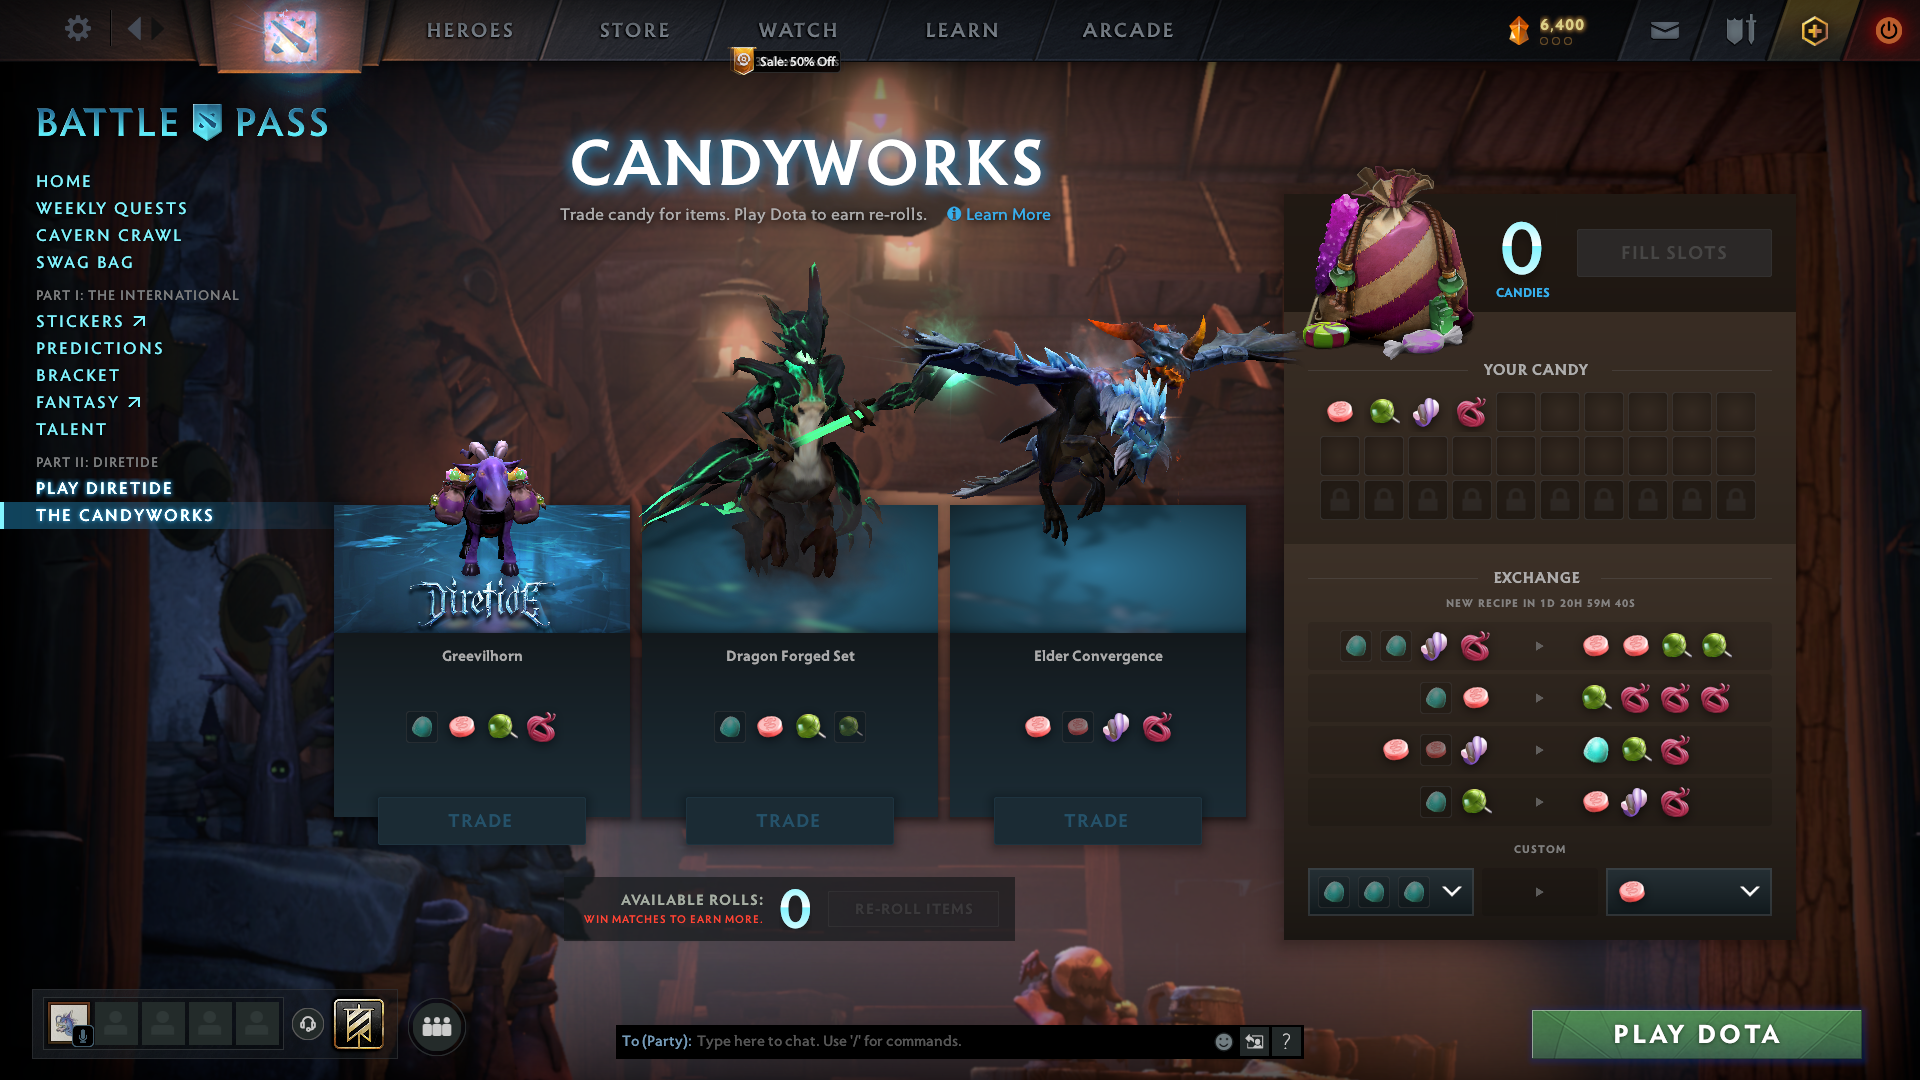 HEROES
STORE
WATCH
LEARN
ARCADE
6,400
Sale: 50% Off
BATTLE PASS
HOME
WEEKLY QUESTS
CAVERN CRAWL
SWAG BAG
PART I: THE INTERNATIONAL
STICKERS
PREDICTIONS
BRACKET
FANTASY
TALENT
PART II: DIRETIDE
PLAY DIRETIDE
THE CANDYWORKS
CANDYWORKS
Trade candy for items. Play Dota to earn re-rolls.
Learn More
Diretide
Greevilhorn
TRADE
Dragon Forged Set
TRADE
Elder Convergence
TRADE
AVAILABLE ROLLS:
WIN MATCHES TO EARN MORE.
0
RE-ROLL ITEMS
0
CANDIES
FILL SLOTS
YOUR CANDY
EXCHANGE
NEW RECIPE IN 1D 20H 59M 40S
CUSTOM
To (Party): Type here to chat. Use '/' for commands.
?
PLAY DOTA